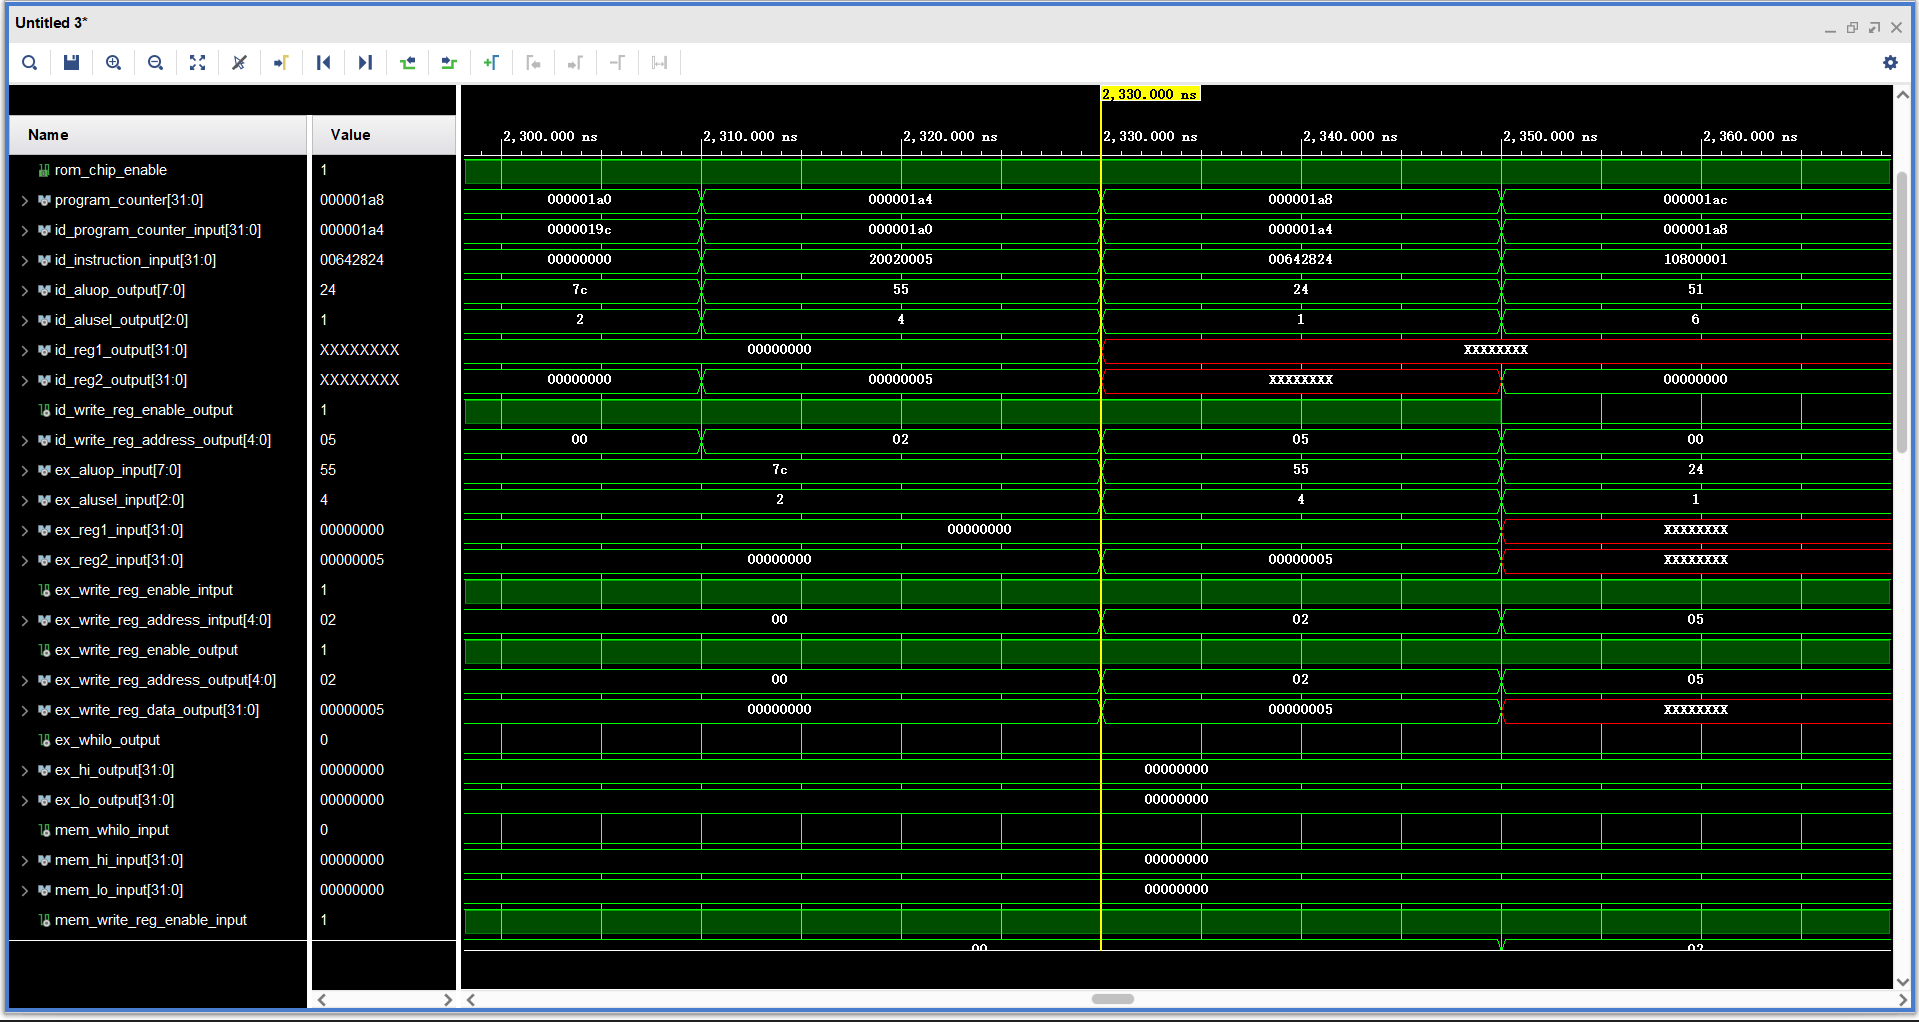 Untitled 3*
2,330.000 ns
Name Value
2,300.000 ns 2,310.000 ns 2,320.000 ns 2,330.000 ns 2,340.000 ns 2,350.000 ns 2,360.000 ns
rom_chip_enable 1
program_counter[31:0] 000001a8 000001a0 000001a4 000001a8 000001ac
id_program_counter_input[31:0] 000001a4 0000019c 000001a0 000001a4 000001a8
id_instruction_input[31:0] 00642824 00000000 20020005 00642824 10800001
id_aluop_output[7:0] 24 7c 55 24 51
id_alusel_output[2:0] 1 2 4 1 6
id_reg1_output[31:0] XXXXXXXX 00000000 XXXXXXXX
id_reg2_output[31:0] XXXXXXXX 00000000 00000005 XXXXXXXX 00000000
id_write_reg_enable_output 1
id_write_reg_address_output[4:0] 05 00 02 05 00
ex_aluop_input[7:0] 55 7c 55 24
ex_alusel_input[2:0] 4 2 4 1
ex_reg1_input[31:0] 00000000 00000000 XXXXXXXX
ex_reg2_input[31:0] 00000005 00000000 00000005 XXXXXXXX
ex_write_reg_enable_intput 1
ex_write_reg_address_intput[4:0] 02 00 02 05
ex_write_reg_enable_output 1
ex_write_reg_address_output[4:0] 02 00 02 05
ex_write_reg_data_output[31:0] 00000005 00000000 00000005 XXXXXXXX
ex_whilo_output 0
ex_hi_output[31:0] 00000000 00000000
ex_lo_output[31:0] 00000000 00000000
mem_whilo_input 0
mem_hi_input[31:0] 00000000 00000000
mem_lo_input[31:0] 00000000 00000000
mem_write_reg_enable_input 1
00 02